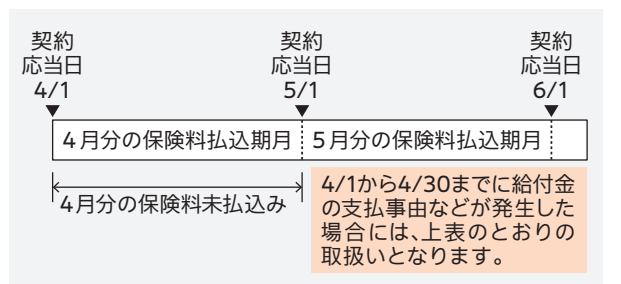 契約 契約 契約
応当日 応当日 応当日
4/1 5/1 6/1
4月分の保険料払込期月 5月分の保険料払込期月
4月分の保険料未払込み
4/1から4/30までに給付金
の支払事由などが発生した
場合には、上表のとおりの
取扱いとなります。